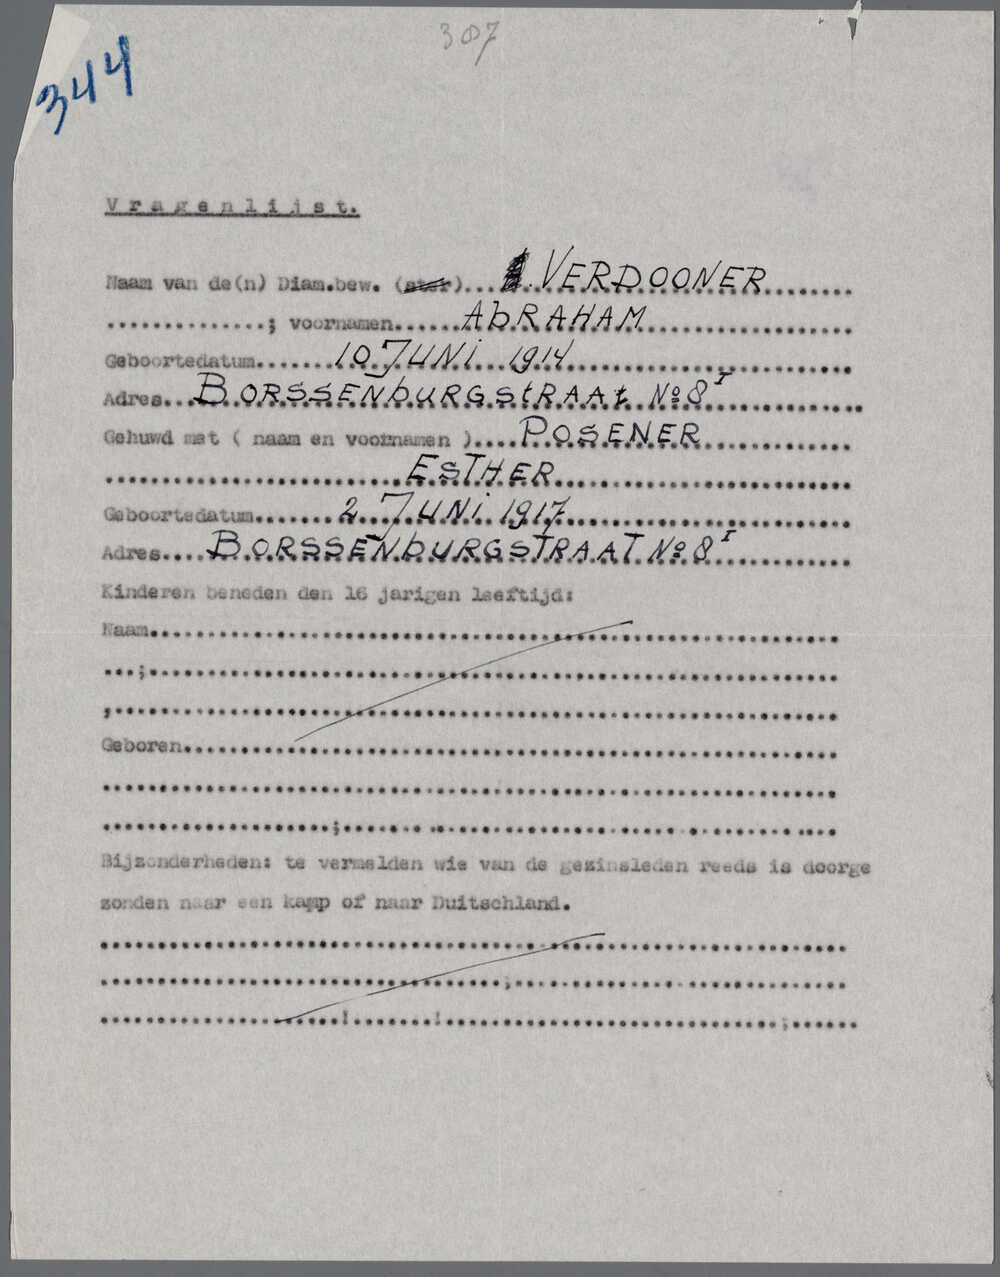 307
344
Vragenlijst.
Naam van de(n) Diam.bew. (ster)... VERDOONER........
..............; voornamen......ABRAHAM..................
Geboortedatum.......10 JUNI 1914........................
Adres...BORSSENBURGSTRAAT No 8 I............
Gehuwd met ( naam en voornamen )....POSENER............
..........................ESTHER..........................
Geboortedatum.......2 JUNI 1917........................
Adres....BORSSENBURGSTRAAT No 8 I............
Kinderen beneden den 16 jarigen leeftijd:
Naam............................................................
...;............................................................
,............................................................
Geboren............................................................
............................................................
....................;........................................
Bijzonderheden: te vermelden wie van de gezinsleden reeds is doorge
zonden naar een kamp of naar Duitschland.
............................................................
...................................;............................
.....................!.......!.............................;......